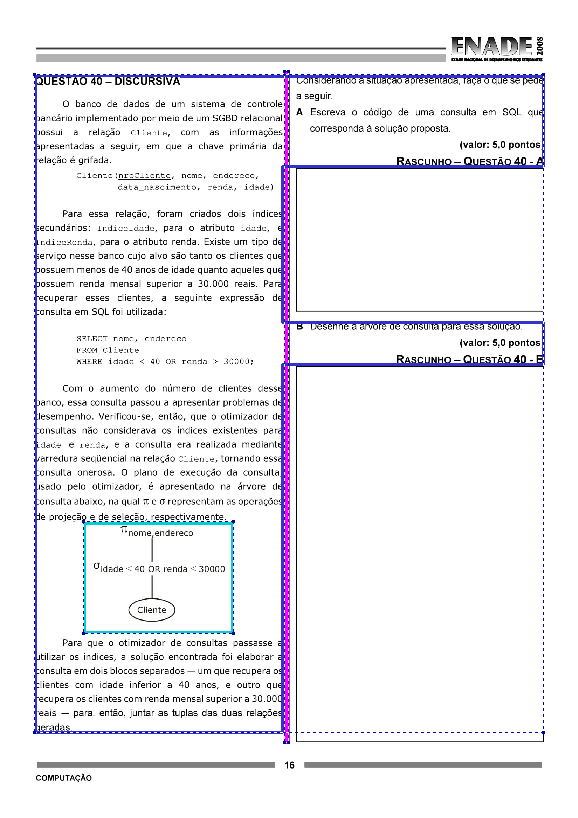 ENADE 2008
EXAME NACIONAL DE DESEMPENHO DOS ESTUDANTES
QUESTÃO 40 – DISCURSIVA
O banco de dados de um sistema de controle
bancário implementado por meio de um SGBD relacional
possui a relação Cliente, com as informações
apresentadas a seguir, em que a chave primária da
relação é grifada.
Cliente(nroCliente, nome, endereco,
data_nascimento, renda, idade)
Para essa relação, foram criados dois índices
secundários: IndiceIdade, para o atributo idade, e
IndiceRenda, para o atributo renda. Existe um tipo de
serviço nesse banco cujo alvo são tanto os clientes que
possuem menos de 40 anos de idade quanto aqueles que
possuem renda mensal superior a 30.000 reais. Para
recuperar esses clientes, a seguinte expressão de
consulta em SQL foi utilizada:
SELECT nome, endereco
FROM Cliente
WHERE idade < 40 OR renda > 30000;
Com o aumento do número de clientes desse
banco, essa consulta passou a apresentar problemas de
desempenho. Verificou-se, então, que o otimizador de
consultas não considerava os índices existentes para
idade e renda, e a consulta era realizada mediante
varredura seqüencial na relação Cliente, tornando essa
consulta onerosa. O plano de execução da consulta,
usado pelo otimizador, é apresentado na árvore de
consulta abaixo, na qual π e σ representam as operações
de projeção e de seleção, respectivamente.
π nome,endereco
σ idade < 40 OR renda < 30000
Cliente
Para que o otimizador de consultas passasse a
utilizar os índices, a solução encontrada foi elaborar a
consulta em dois blocos separados — um que recupera os
clientes com idade inferior a 40 anos, e outro que
recupera os clientes com renda mensal superior a 30.000
reais — para, então, juntar as tuplas das duas relações
geradas.
Considerando a situação apresentada, faça o que se pede
a seguir.
A Escreva o código de uma consulta em SQL que
corresponda à solução proposta.
(valor: 5,0 pontos)
RASCUNHO – QUESTÃO 40 - A
B Desenhe a árvore de consulta para essa solução.
(valor: 5,0 pontos)
RASCUNHO – QUESTÃO 40 - B
16
COMPUTAÇÃO